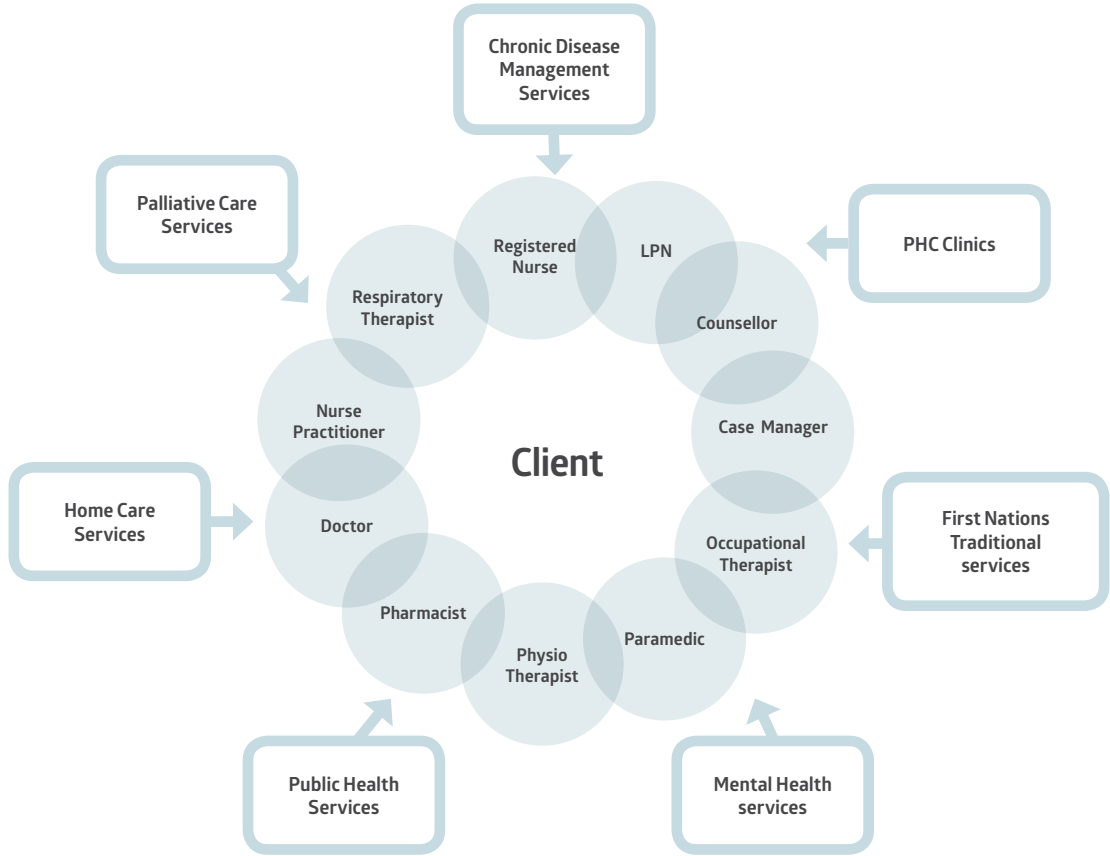 Chronic Disease
Management
Services
Palliative Care
Services
PHC Clinics
Registered
Nurse
LPN
Respiratory
Therapist
Counsellor
Nurse
Practitioner
Case Manager
Client
Home Care
Services
Doctor
Occupational
Therapist
First Nations
Traditional
services
Pharmacist
Paramedic
Physio
Therapist
Public Health
Services
Mental Health
services